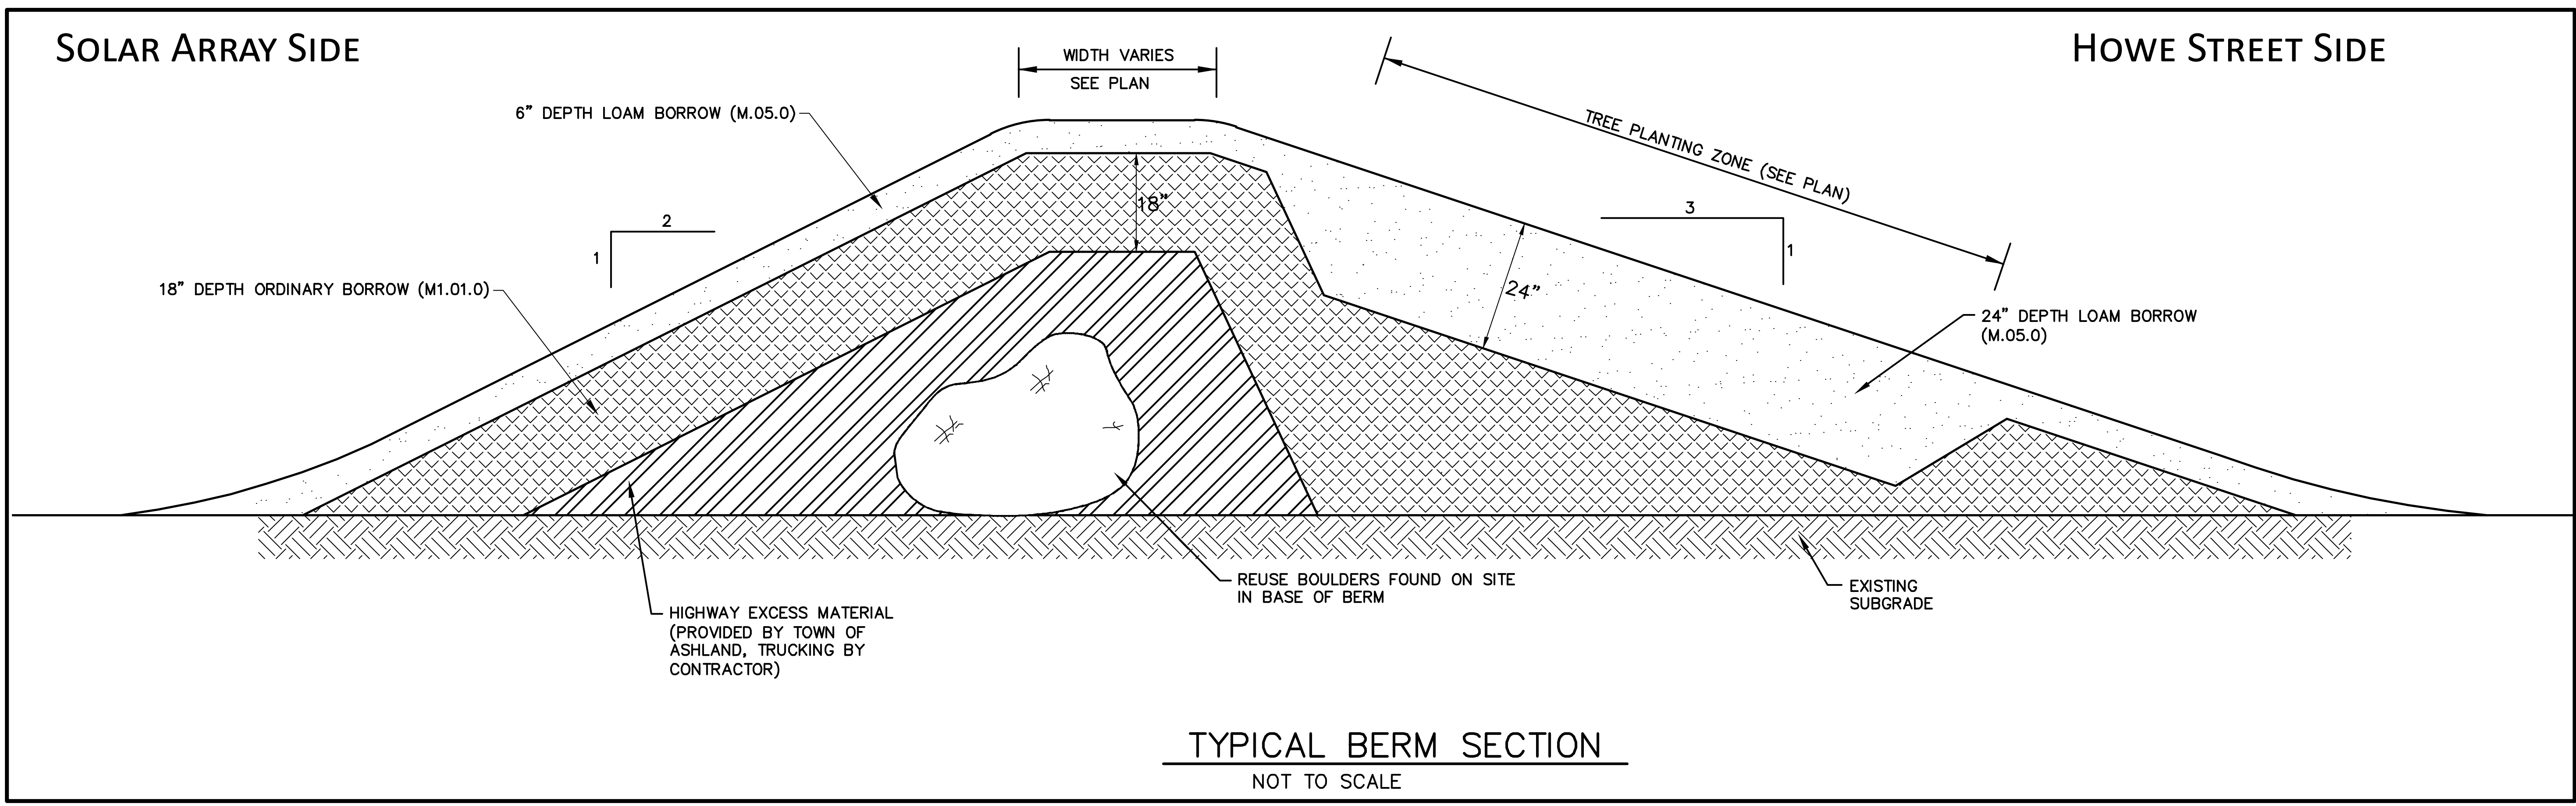 SOLAR ARRAY SIDE
HOWE STREET SIDE
WIDTH VARIES
SEE PLAN
6” DEPTH LOAM BORROW (M.05.0)
TREE PLANTING ZONE (SEE PLAN)
18”
2
1
3
1
18” DEPTH ORDINARY BORROW (M1.01.0)
24”
24” DEPTH LOAM BORROW
(M.05.0)
REUSE BOULDERS FOUND ON SITE
IN BASE OF BERM
EXISTING
SUBGRADE
HIGHWAY EXCESS MATERIAL
(PROVIDED BY TOWN OF
ASHLAND, TRUCKING BY
CONTRACTOR)
TYPICAL BERM SECTION
NOT TO SCALE